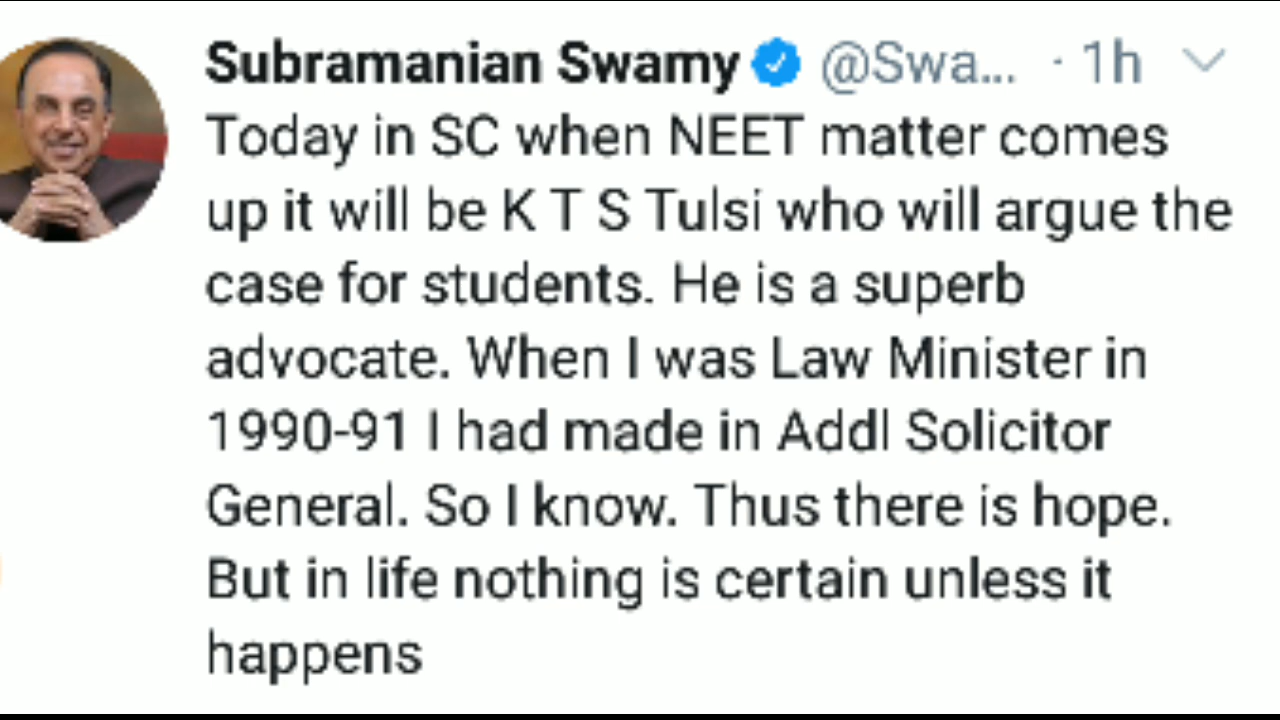 Subramanian Swamy @Swa... · 1h
Today in SC when NEET matter comes
up it will be K T S Tulsi who will argue the
case for students. He is a superb
advocate. When I was Law Minister in
1990-91 I had made in Addl Solicitor
General. So I know. Thus there is hope.
But in life nothing is certain unless it
happens